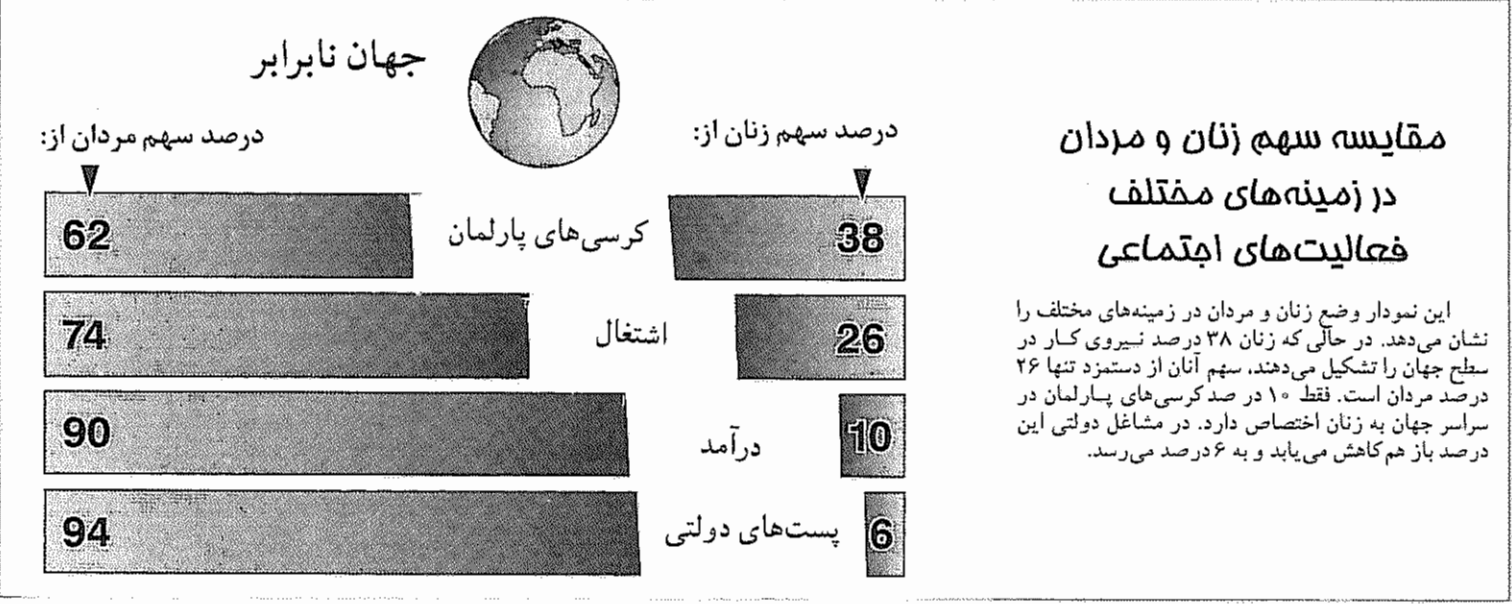 مقایسه سهم زنان و مردان
در زمینه‌های مختلف
فعالیت‌های اجتماعی
این نمودار وضع زنان و مردان در زمینه‌های مختلف را
نشان می‌دهد. در حالی که زنان ۳۸ درصد نیروی کار در
سطح جهان را تشکیل می‌دهند، سهم آنان از دستمزد تنها ۲۶
درصد مردان است. فقط ۱۰ در صد کرسی‌های پارلمان در
سراسر جهان به زنان اختصاص دارد. در مشاغل دولتی این
درصد باز هم کاهش می‌یابد و به ۶ درصد می‌رسد.
جهان نابرابر
درصد سهم زنان از: درصد سهم مردان از:
38 کرسی‌های پارلمان 62
26 اشتغال 74
10 درآمد 90
6 پست‌های دولتی 94